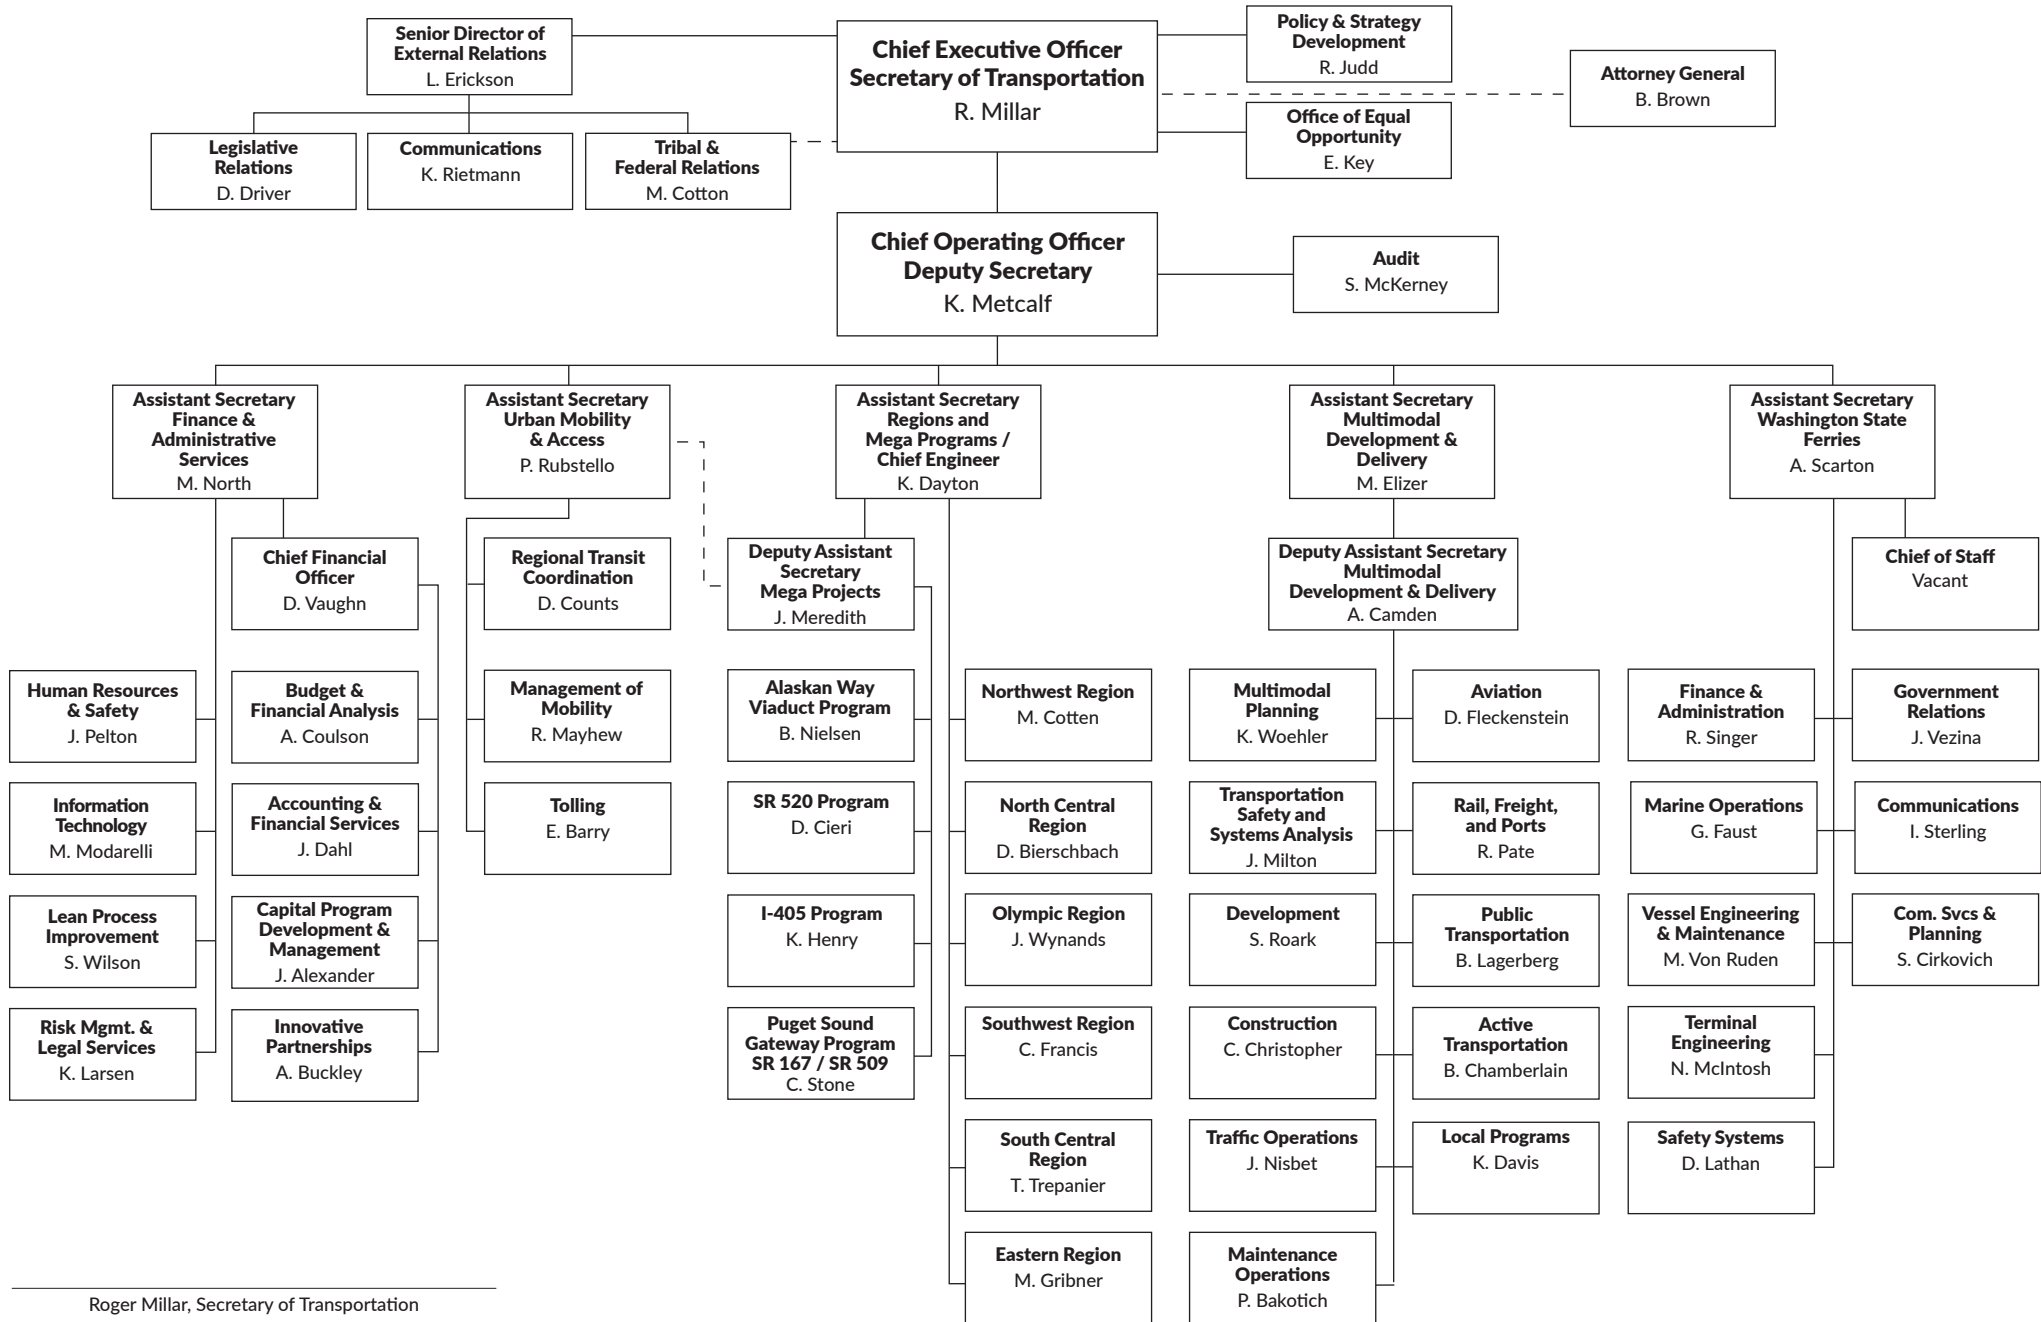 Senior Director of
External Relations
L. Erickson
Chief Executive Officer
Secretary of Transportation
R. Millar
Policy & Strategy
Development
R. Judd
Attorney General
B. Brown
Office of Equal
Opportunity
E. Key
Legislative
Relations
D. Driver
Communications
K. Rietmann
Tribal &
Federal Relations
M. Cotton
Chief Operating Officer
Deputy Secretary
K. Metcalf
Audit
S. McKerney
Assistant Secretary
Finance &
Administrative
Services
M. North
Assistant Secretary
Urban Mobility
& Access
P. Rubstello
Assistant Secretary
Regions and
Mega Programs /
Chief Engineer
K. Dayton
Assistant Secretary
Multimodal
Development &
Delivery
M. Elizer
Assistant Secretary
Washington State
Ferries
A. Scarton
Chief Financial
Officer
D. Vaughn
Regional Transit
Coordination
D. Counts
Deputy Assistant
Secretary
Mega Projects
J. Meredith
Deputy Assistant Secretary
Multimodal
Development & Delivery
A. Camden
Chief of Staff
Vacant
Human Resources
& Safety
J. Pelton
Budget &
Financial Analysis
A. Coulson
Management of
Mobility
R. Mayhew
Alaskan Way
Viaduct Program
B. Nielsen
Northwest Region
M. Cotten
Multimodal
Planning
K. Woehler
Aviation
D. Fleckenstein
Finance &
Administration
R. Singer
Government
Relations
J. Vezina
Information
Technology
M. Modarelli
Accounting &
Financial Services
J. Dahl
Tolling
E. Barry
SR 520 Program
D. Cieri
North Central
Region
D. Bierschbach
Transportation
Safety and
Systems Analysis
J. Milton
Rail, Freight,
and Ports
R. Pate
Marine Operations
G. Faust
Communications
I. Sterling
Lean Process
Improvement
S. Wilson
Capital Program
Development &
Management
J. Alexander
I-405 Program
K. Henry
Olympic Region
J. Wynands
Development
S. Roark
Public
Transportation
B. Lagerberg
Vessel Engineering
& Maintenance
M. Von Ruden
Com. Svcs &
Planning
S. Cirkovich
Risk Mgmt. &
Legal Services
K. Larsen
Innovative
Partnerships
A. Buckley
Puget Sound
Gateway Program
SR 167 / SR 509
C. Stone
Southwest Region
C. Francis
Construction
C. Christopher
Active
Transportation
B. Chamberlain
Terminal
Engineering
N. McIntosh
South Central
Region
T. Trepanier
Traffic Operations
J. Nisbet
Local Programs
K. Davis
Safety Systems
D. Lathan
Eastern Region
M. Gribner
Maintenance
Operations
P. Bakotich
Roger Millar, Secretary of Transportation